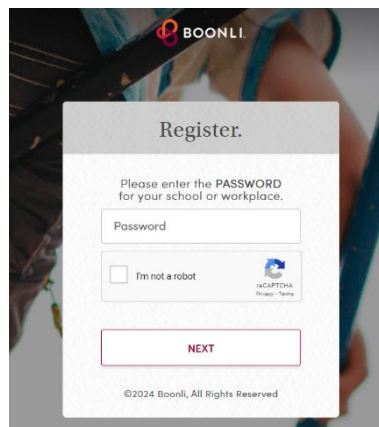 BOONLI.
Register.
Please enter the PASSWORD
for your school or workplace.
Password
I'm not a robot
reCAPTCHA
Privacy - Terms
NEXT
©2024 Boonli, All Rights Reserved